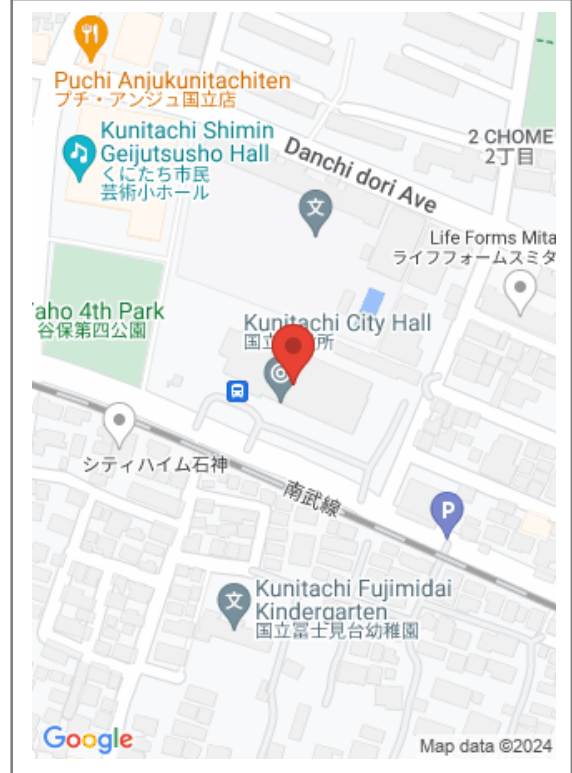 Puchi Anjukunitachiten
プチ・アンジュ国立店
Kunitachi Shimin
Geijutsusho Hall
くにたち市民
芸術小ホール
Danchi dori Ave
2 CHOME
2丁目
文
Life Forms Mita
ライフフォームスミタ
aho 4th Park
谷保第四公園
Kunitachi City Hall
国立 所
シティハイム石神
南武線
P
文
Kunitachi Fujimidai
Kindergarten
国立冨士見台幼稚園
Google
Map data ©2024